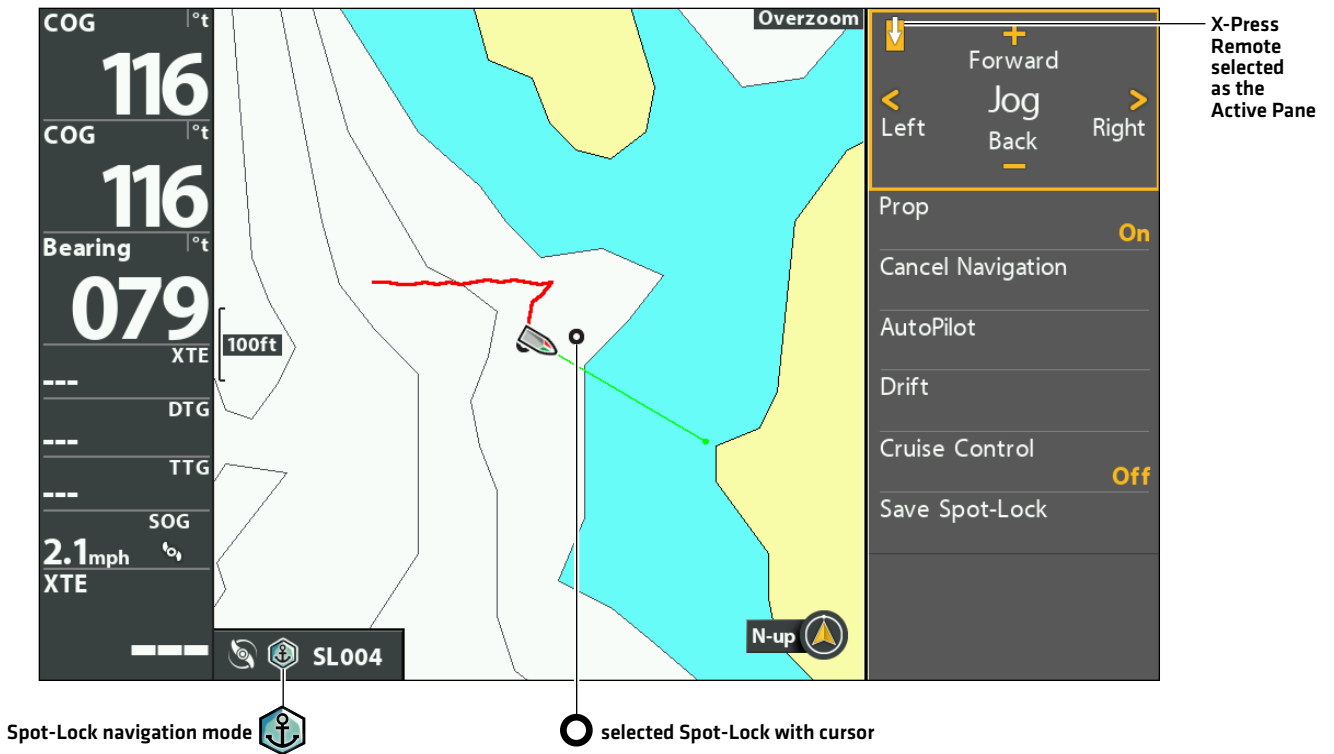 COG °t
116
COG °t
116
Bearing °t
079
XTE
---
DTG
---
TTG
---
SOG
2.1mph
XTE
---
Overzoom
100ft
N-up
SL004
+
Forward
< Jog >
Left Right
Back
–
Prop
On
Cancel Navigation
AutoPilot
Drift
Cruise Control
Off
Save Spot-Lock
X-Press
Remote
selected
as the
Active Pane
Spot-Lock navigation mode
selected Spot-Lock with cursor